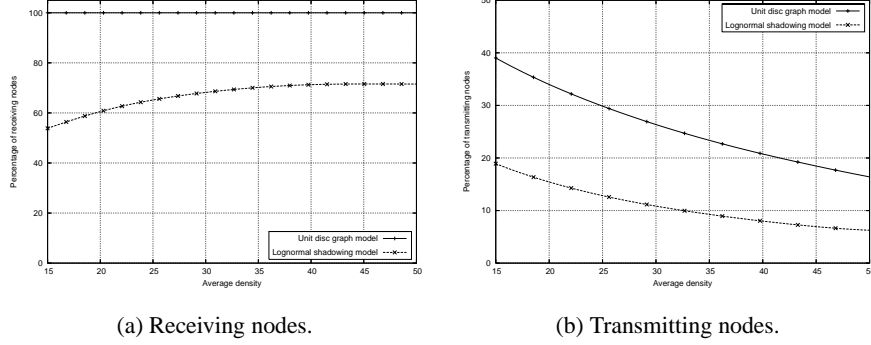 100
80
60
40
20
0
Percentage of receiving nodes
Unit disc graph model
Lognormal shadowing model
15 20 25 30 35 40 45 50
Average density
(a) Receiving nodes.
50
40
30
20
10
0
Percentage of transmitting nodes
Unit disc graph model
Lognormal shadowing model
15 20 25 30 35 40 45 50
Average density
(b) Transmitting nodes.